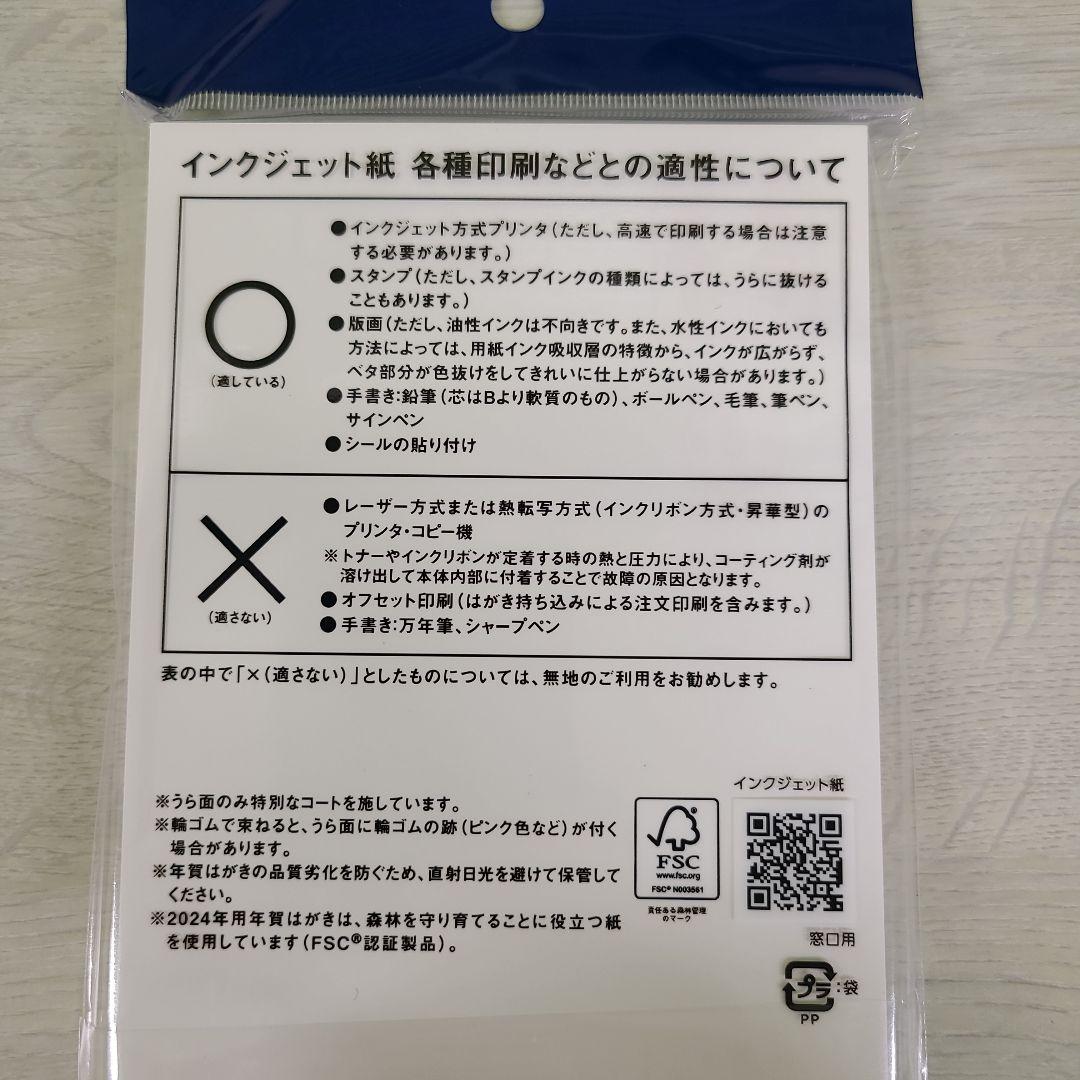 インクジェット紙 各種印刷などとの適性について
(適している)
●インクジェット方式プリンタ(ただし、高速で印刷する場合は注意
する必要があります。)
●スタンプ(ただし、スタンプインクの種類によっては、うらに抜ける
こともあります。)
●版画(ただし、油性インクは不向きです。また、水性インクにおいても
方法によっては、用紙インク吸収層の特徴から、インクが広がらず、
ベタ部分が色抜けをしてきれいに仕上がらない場合があります。)
●手書き:鉛筆(芯はBより軟質のもの)、ボールペン、毛筆、筆ペン、
サインペン
●シールの貼り付け
(適さない)
●レーザー方式または熱転写方式(インクリボン方式・昇華型)の
プリンタ・コピー機
※トナーやインクリボンが定着する時の熱と圧力により、コーティング剤が
溶け出して本体内部に付着することで故障の原因となります。
●オフセット印刷(はがき持ち込みによる注文印刷を含みます。)
●手書き:万年筆、シャープペン
表の中で「×(適さない)」としたものについては、無地のご利用をお勧めします。
※うら面のみ特別なコートを施しています。
※輪ゴムで束ねると、うら面に輪ゴムの跡(ピンク色など)が付く
場合があります。
※年賀はがきの品質劣化を防ぐため、直射日光を避けて保管して
ください。
※2024年用年賀はがきは、森林を守り育てることに役立つ紙
を使用しています(FSC®認証製品)。
®
FSC
www.fsc.org
FSC® N003561
責任ある森林管理
のマーク
インクジェット紙
窓口用
プラ:袋
PP